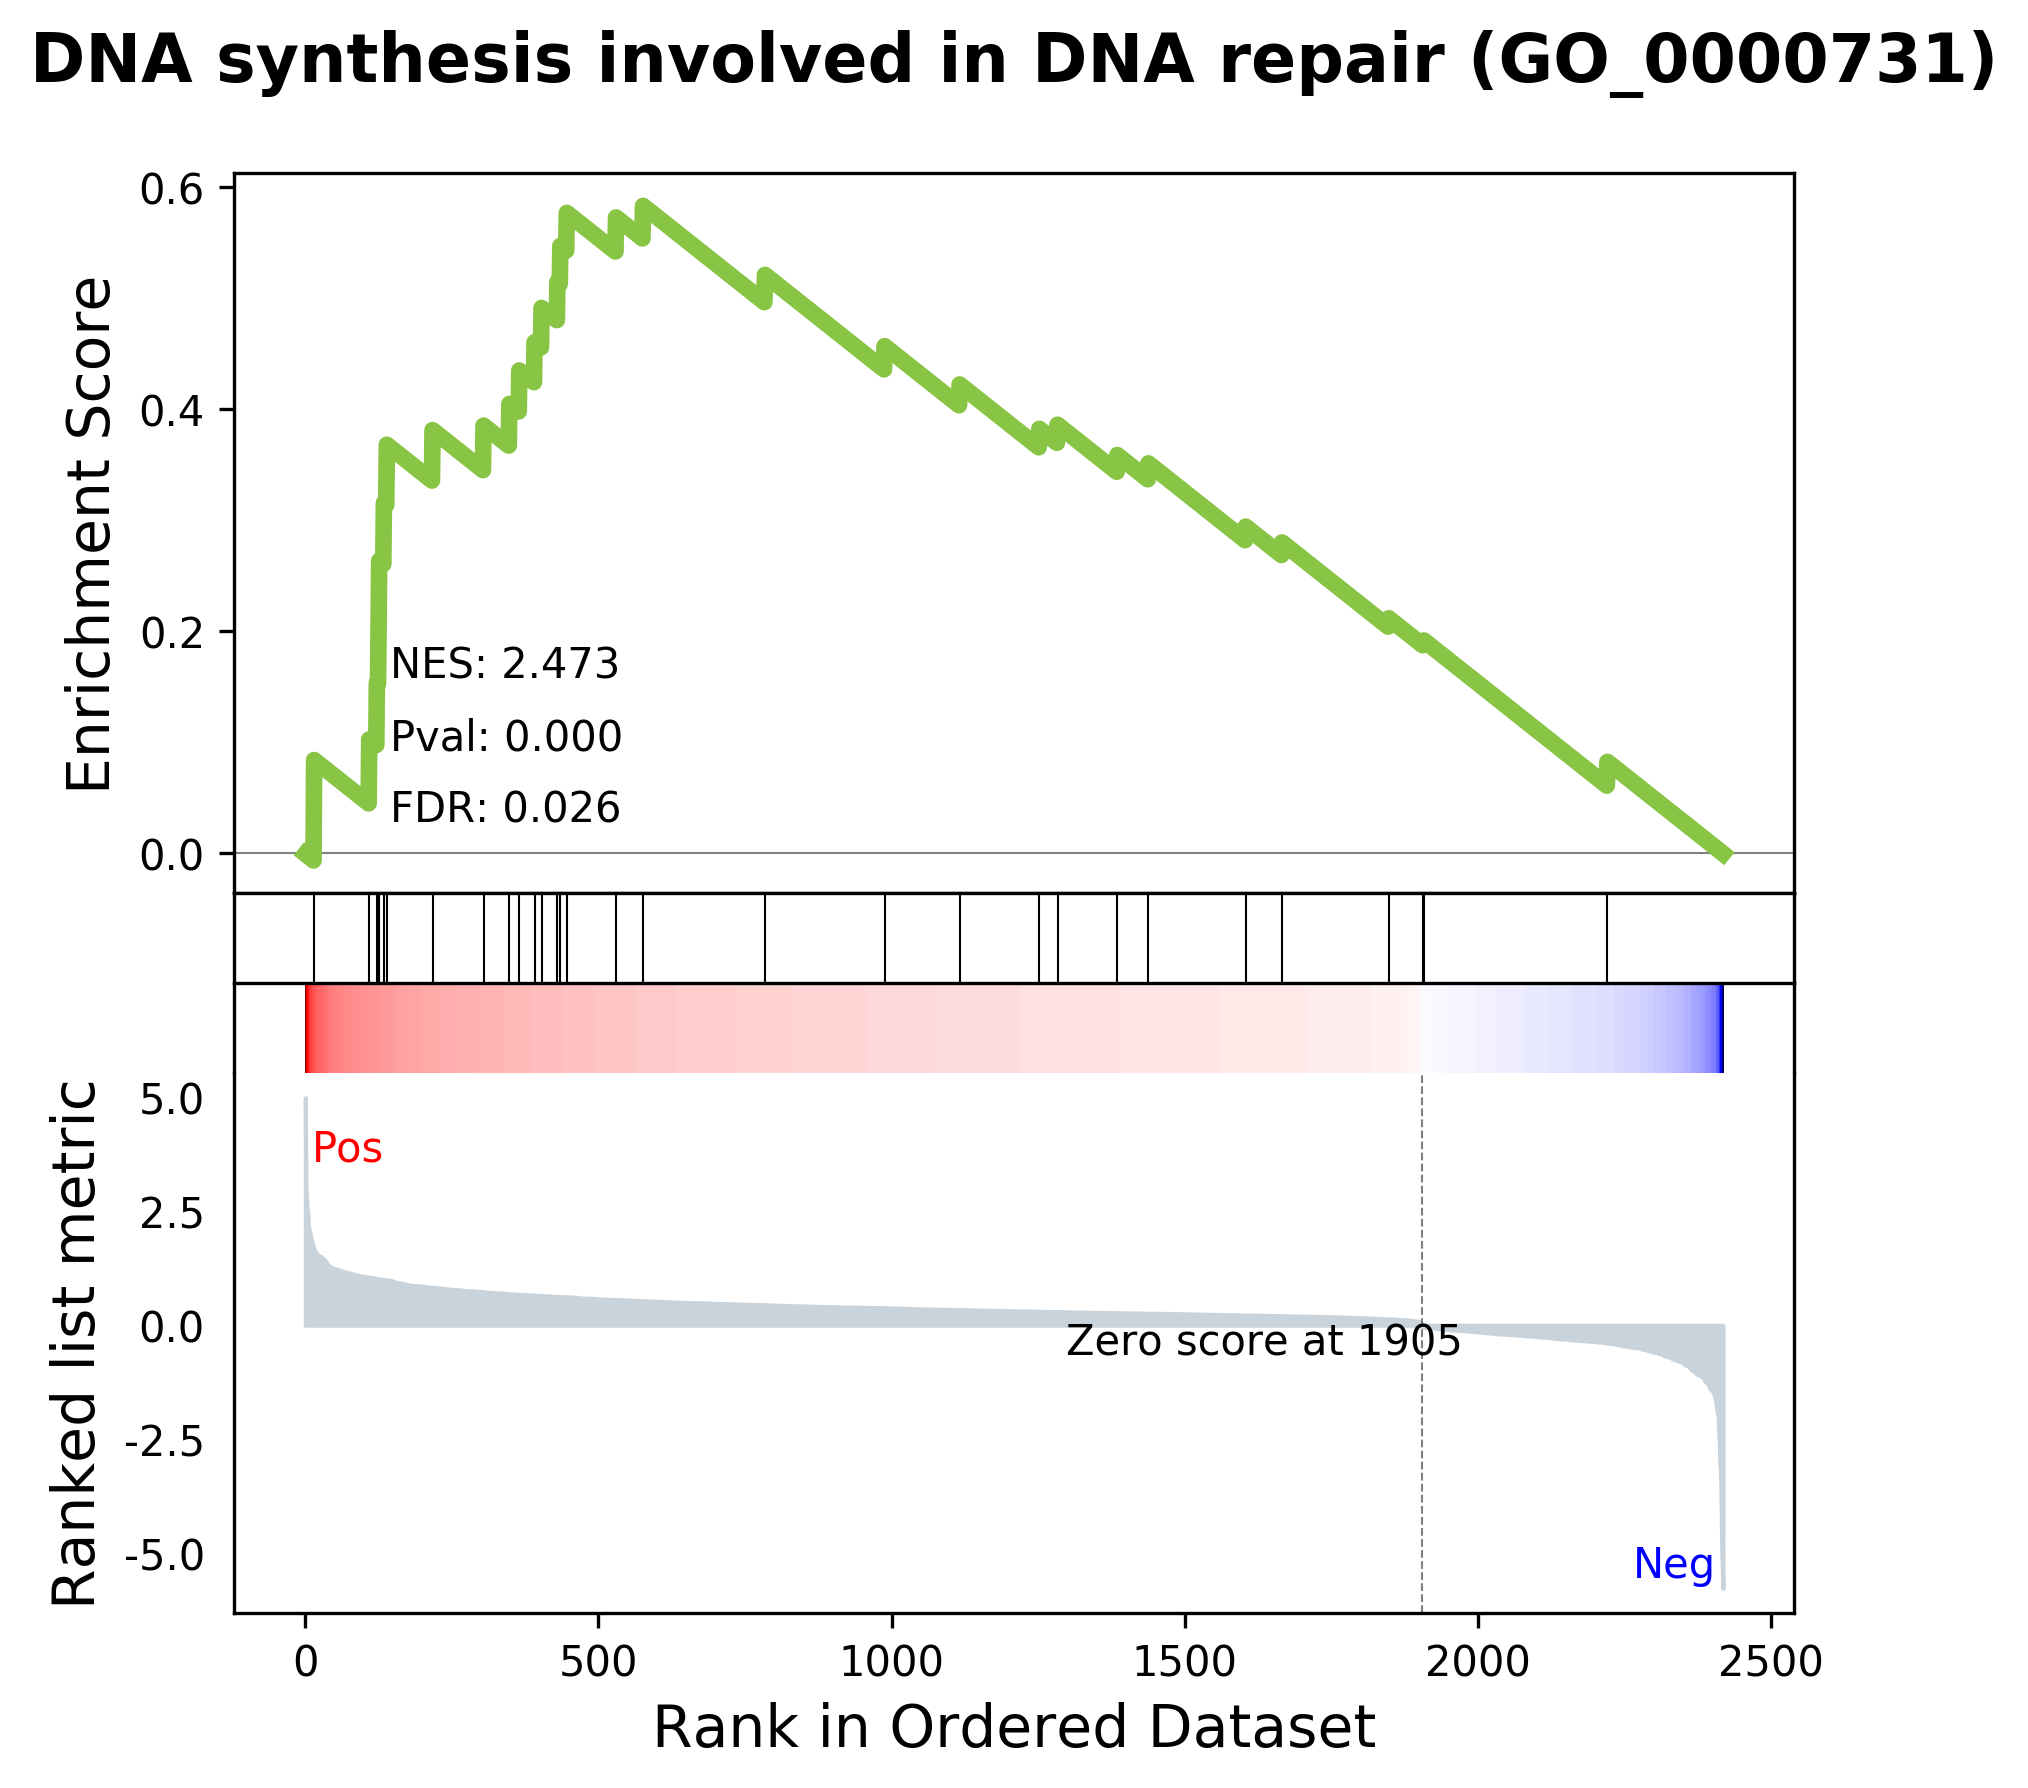 DNA synthesis involved in DNA repair (GO_0000731)
Enrichment Score
0.6
0.4
0.2
0.0
NES: 2.473
Pval: 0.000
FDR: 0.026
Ranked list metric
5.0
2.5
0.0
-2.5
-5.0
Pos
Zero score at 1905
Neg
0 500 1000 1500 2000 2500
Rank in Ordered Dataset